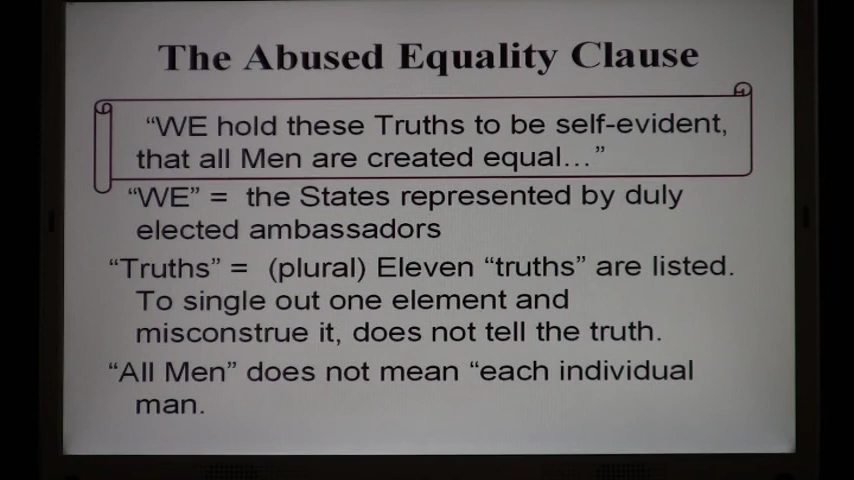 The Abused Equality Clause
“WE hold these Truths to be self-evident,
that all Men are created equal…”
“WE” = the States represented by duly
elected ambassadors
“Truths” = (plural) Eleven “truths” are listed.
To single out one element and
misconstrue it, does not tell the truth.
“All Men” does not mean “each individual
man.